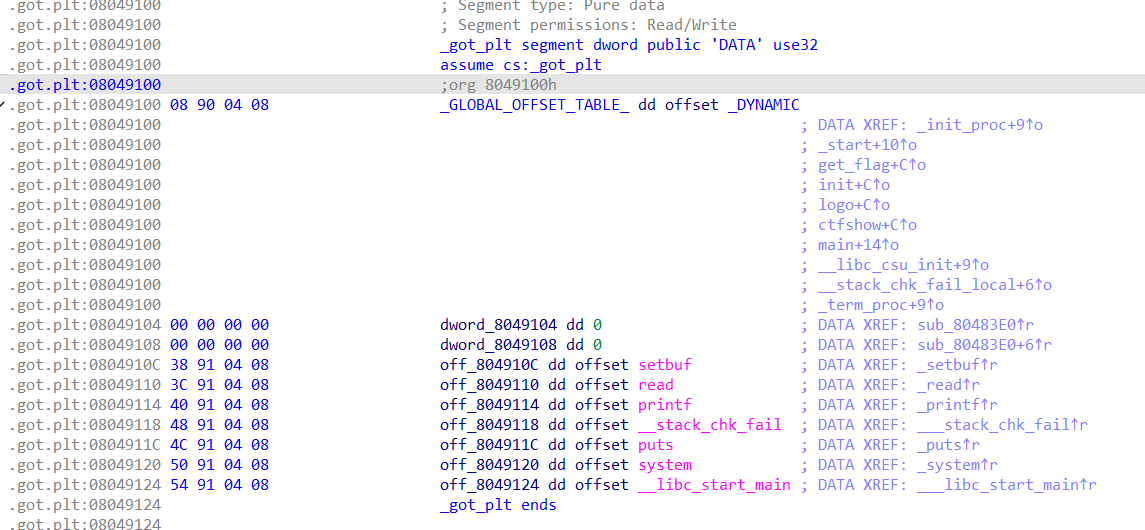 .got.plt:08049100 ; Segment type: Pure data
.got.plt:08049100 ; Segment permissions: Read/Write
.got.plt:08049100 _got_plt segment dword public 'DATA' use32
.got.plt:08049100 assume cs:_got_plt
.got.plt:08049100 ;org 8049100h
.got.plt:08049100 08 90 04 08 _GLOBAL_OFFSET_TABLE_ dd offset _DYNAMIC
.got.plt:08049100 ; DATA XREF: _init_proc+9↑o
.got.plt:08049100 ; _start+10↑o
.got.plt:08049100 ; get_flag+C↑o
.got.plt:08049100 ; init+C↑o
.got.plt:08049100 ; logo+C↑o
.got.plt:08049100 ; ctfshow+C↑o
.got.plt:08049100 ; main+14↑o
.got.plt:08049100 ; __libc_csu_init+9↑o
.got.plt:08049100 ; __stack_chk_fail_local+6↑o
.got.plt:08049100 ; _term_proc+9↑o
.got.plt:08049104 00 00 00 00 dword_8049104 dd 0 ; DATA XREF: sub_80483E0↑r
.got.plt:08049108 00 00 00 00 dword_8049108 dd 0 ; DATA XREF: sub_80483E0+6↑r
.got.plt:0804910C 38 91 04 08 off_804910C dd offset setbuf ; DATA XREF: _setbuf↑r
.got.plt:08049110 3C 91 04 08 off_8049110 dd offset read ; DATA XREF: _read↑r
.got.plt:08049114 40 91 04 08 off_8049114 dd offset printf ; DATA XREF: _printf↑r
.got.plt:08049118 48 91 04 08 off_8049118 dd offset __stack_chk_fail ; DATA XREF: ___stack_chk_fail↑r
.got.plt:0804911C 4C 91 04 08 off_804911C dd offset puts ; DATA XREF: _puts↑r
.got.plt:08049120 50 91 04 08 off_8049120 dd offset system ; DATA XREF: _system↑r
.got.plt:08049124 54 91 04 08 off_8049124 dd offset __libc_start_main ; DATA XREF: ___libc_start_main↑r
.got.plt:08049124 _got_plt ends
.got.plt:08049124